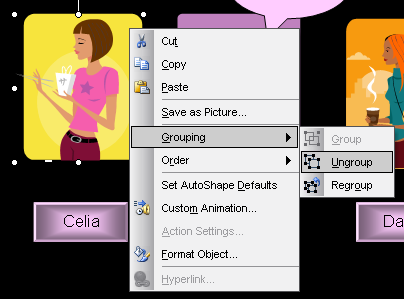 Cut
Copy
Paste
Save as Picture...
Grouping
Group
Order
Ungroup
Set AutoShape Defaults
Regroup
Custom Animation...
Celia
Da
Action Settings...
Format Object...
Hyperlink...